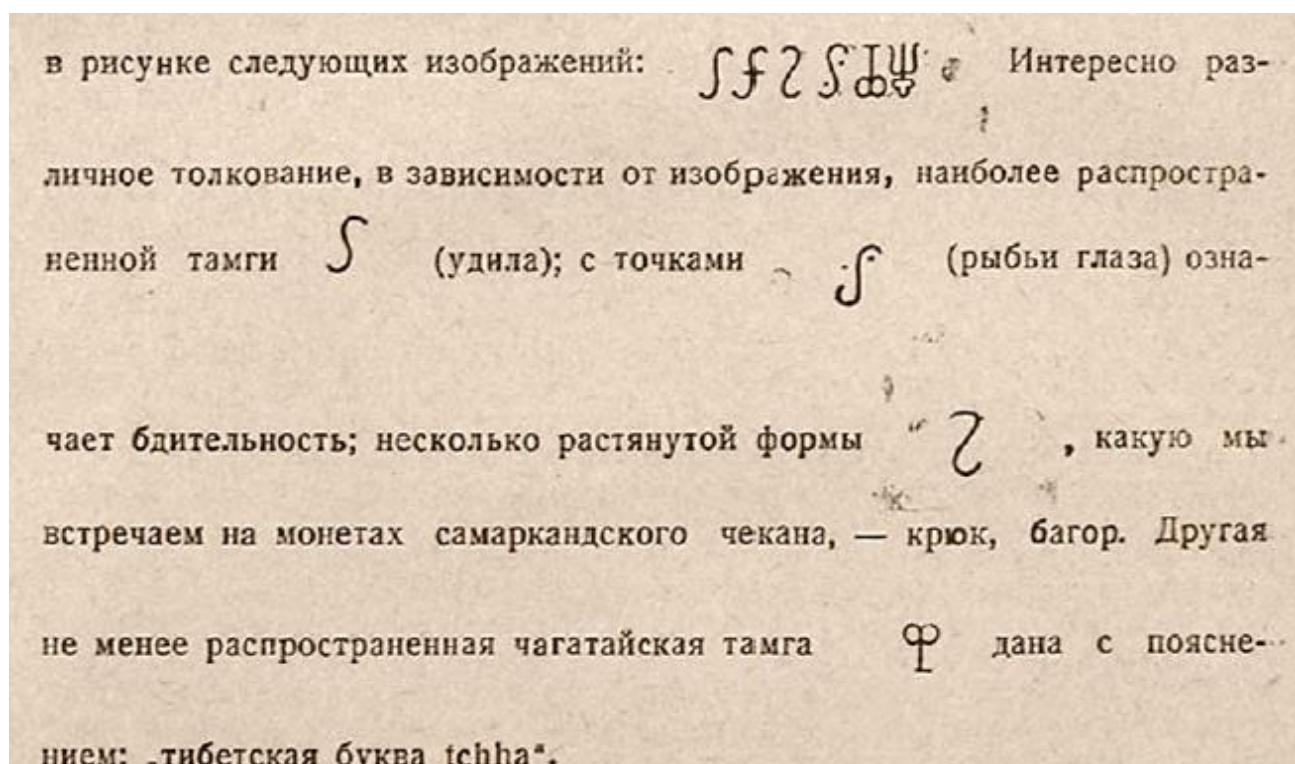 в рисунке следующих изображений: Интересно раз-
личное толкование, в зависимости от изображения, наиболее распростра-
ненной тамги (удила); с точками (рыбьи глаза) озна-
чает бдительность; несколько растянутой формы , какую мы
встречаем на монетах самаркандского чекана, — крюк, багор. Другая
не менее распространенная чагатайская тамга дана с поясне-
нием: „тибетская буква tchha“.